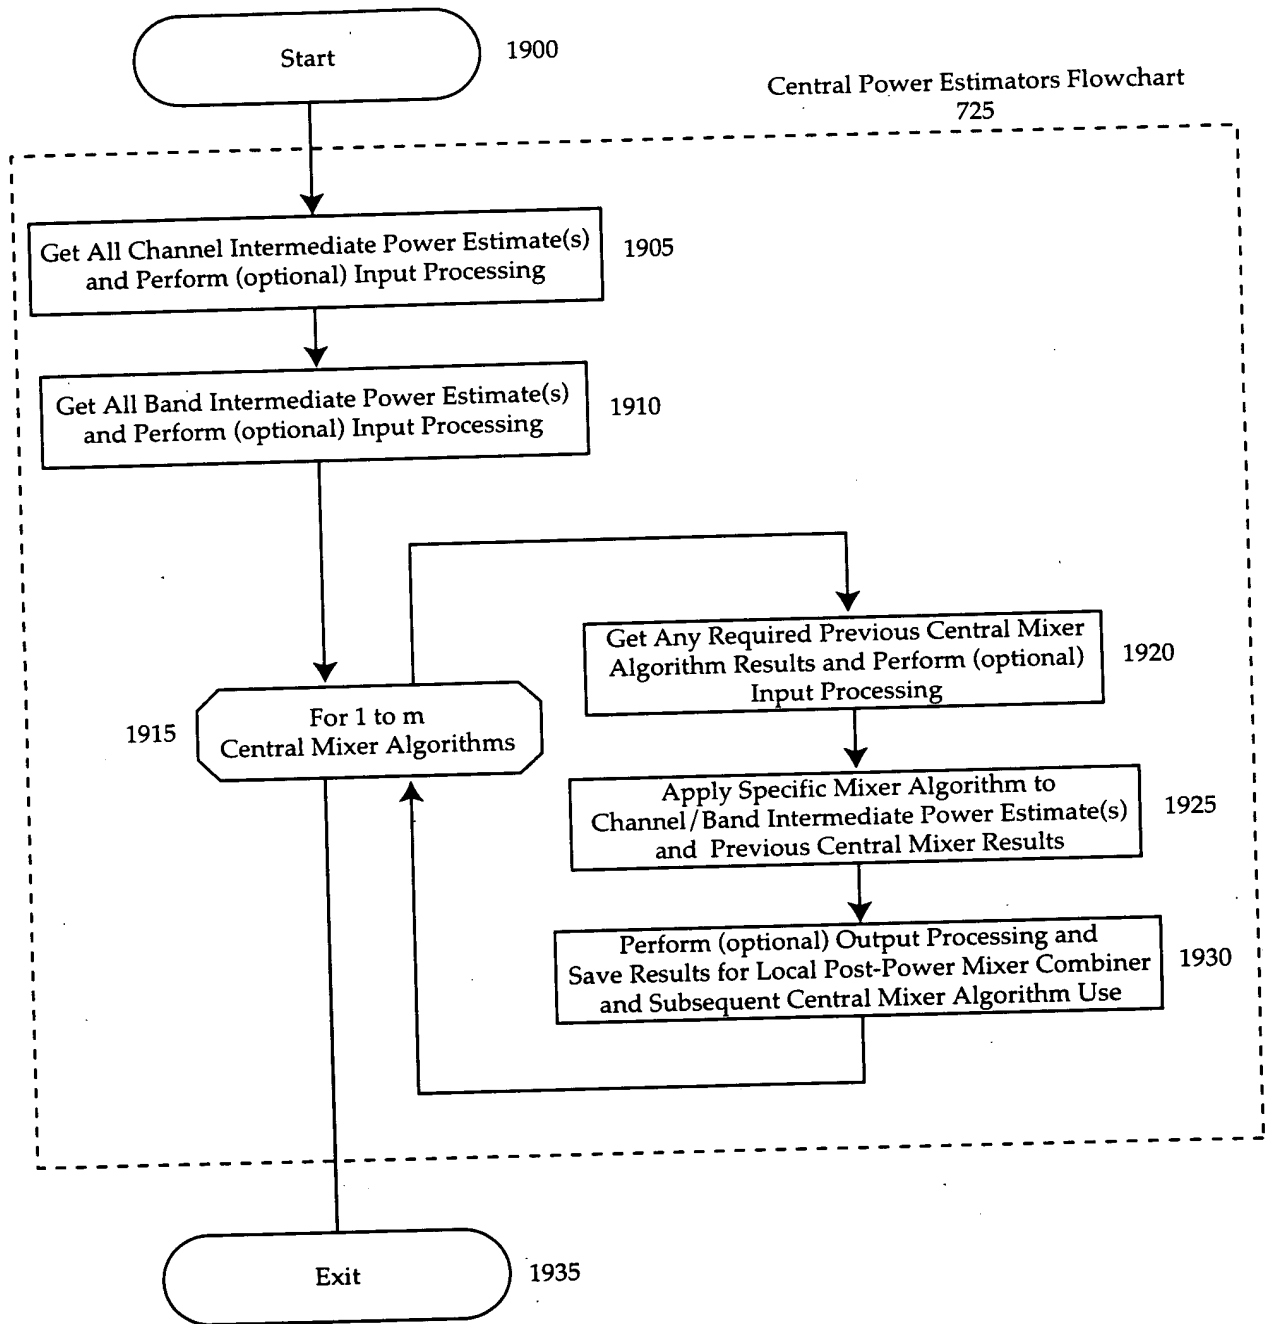 Start
1900
Central Power Estimators Flowchart
725
Get All Channel Intermediate Power Estimate(s)
and Perform (optional) Input Processing
1905
Get All Band Intermediate Power Estimate(s)
and Perform (optional) Input Processing
1910
1915
For 1 to m
Central Mixer Algorithms
Get Any Required Previous Central Mixer
Algorithm Results and Perform (optional)
Input Processing
1920
Apply Specific Mixer Algorithm to
Channel/Band Intermediate Power Estimate(s)
and Previous Central Mixer Results
1925
Perform (optional) Output Processing and
Save Results for Local Post-Power Mixer Combiner
and Subsequent Central Mixer Algorithm Use
1930
Exit
1935